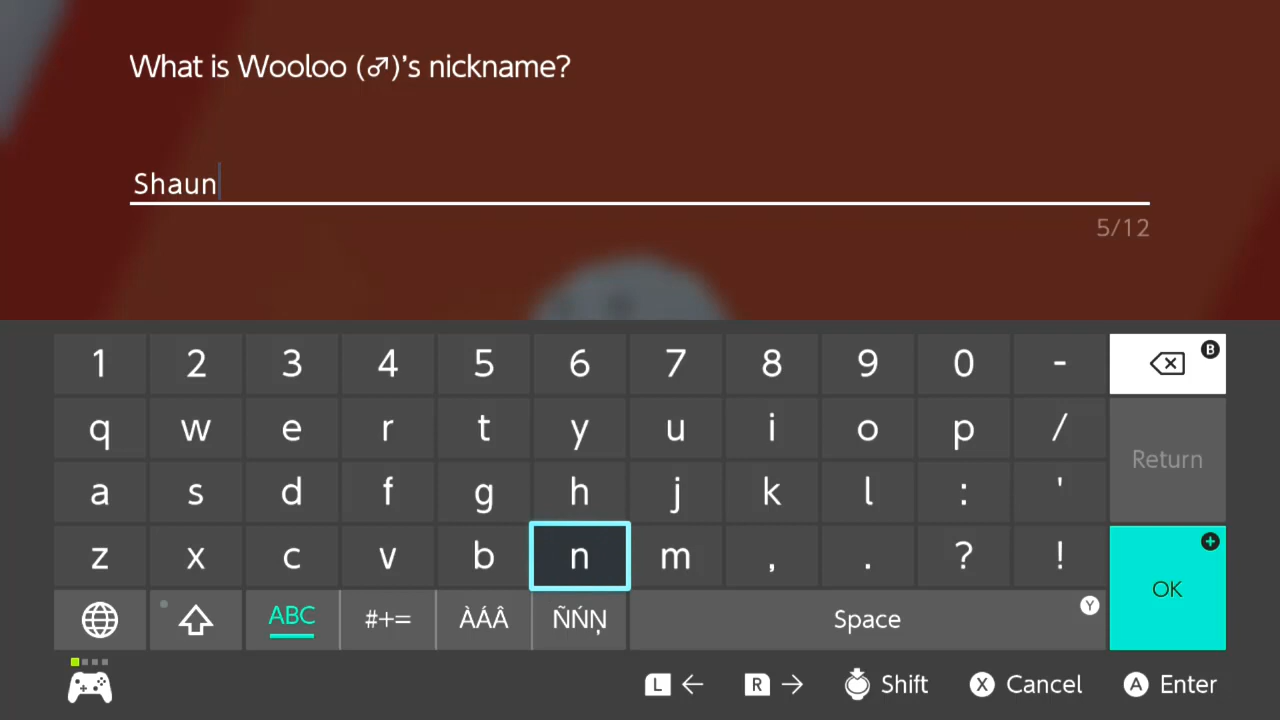 What is Wooloo (♂)'s nickname?
Shaun
5/12
1 2 3 4 5 6 7 8 9 0 -
B
q w e r t y u i o p /
Return
a s d f g h j k l : '
z x c v b n m , . ? !
+
OK
ABC #+= ÀÁÂ ÑŃŅ Space Y
L ← R → Shift X Cancel A Enter